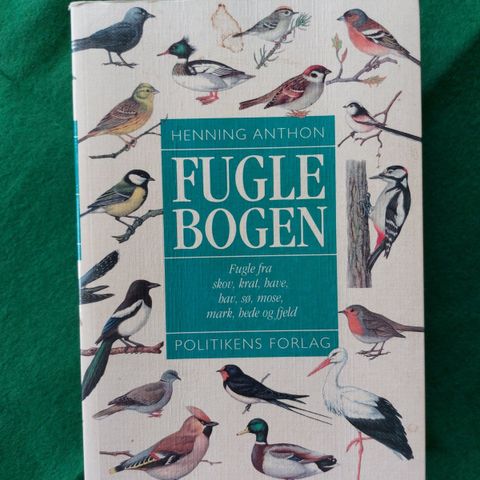 HENNING ANTHON
FUGLE
BOGEN
Fugle fra
skov, krat, have,
hav, sø, mose,
mark, hede og fjeld
POLITIKENS FORLAG